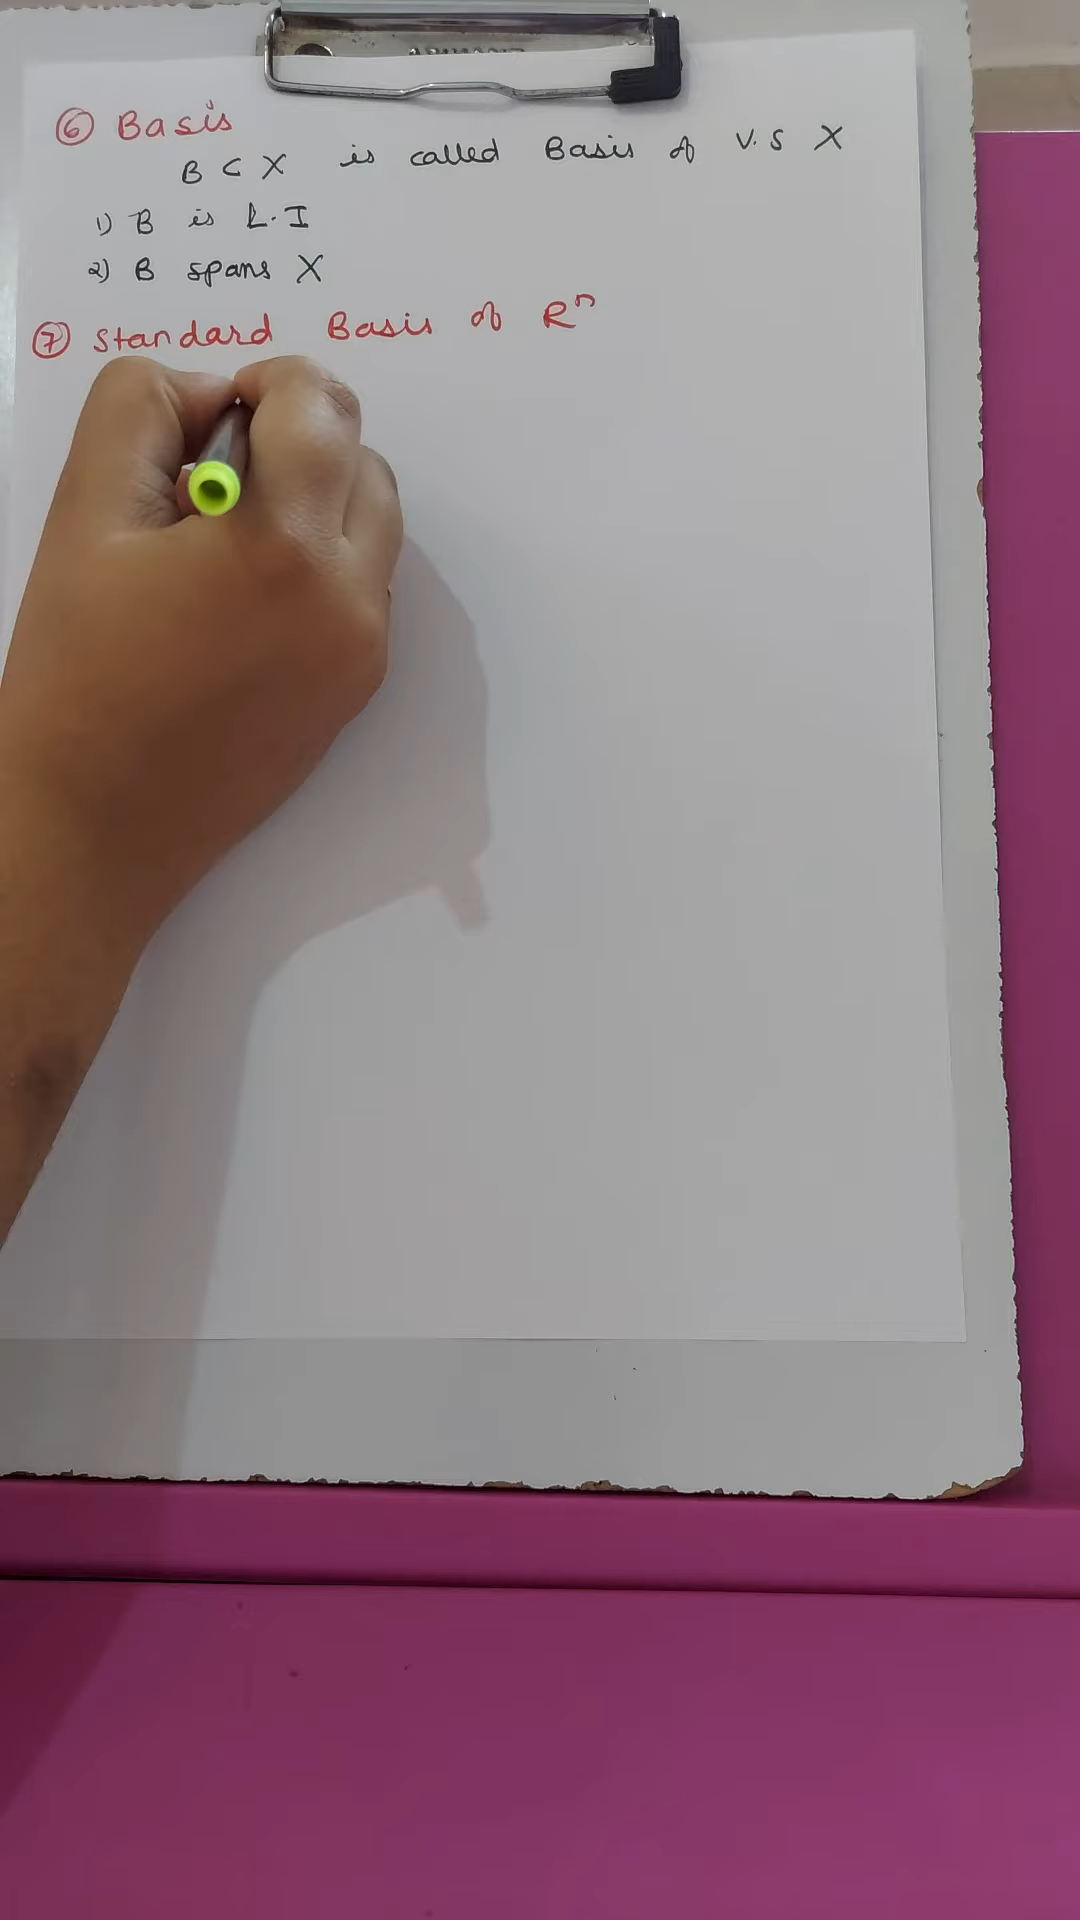 ⑥ Basis
B ⊂ X is called Basis of V.S X
1) B is L.I
2) B spans X
⑦ Standard Basis of Rⁿ